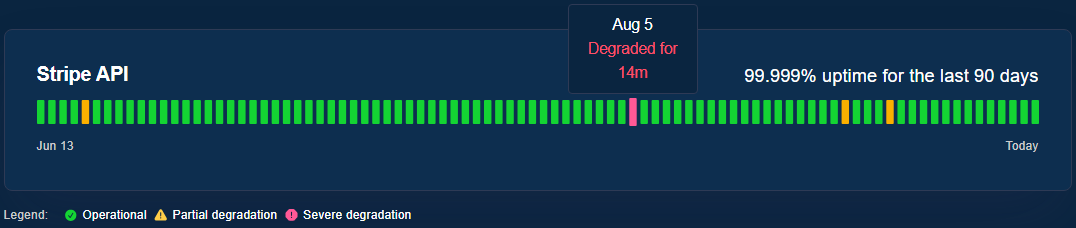 Aug 5
Degraded for
14m
Stripe API
99.999% uptime for the last 90 days
Jun 13
Today
Legend:
Operational
Partial degradation
Severe degradation